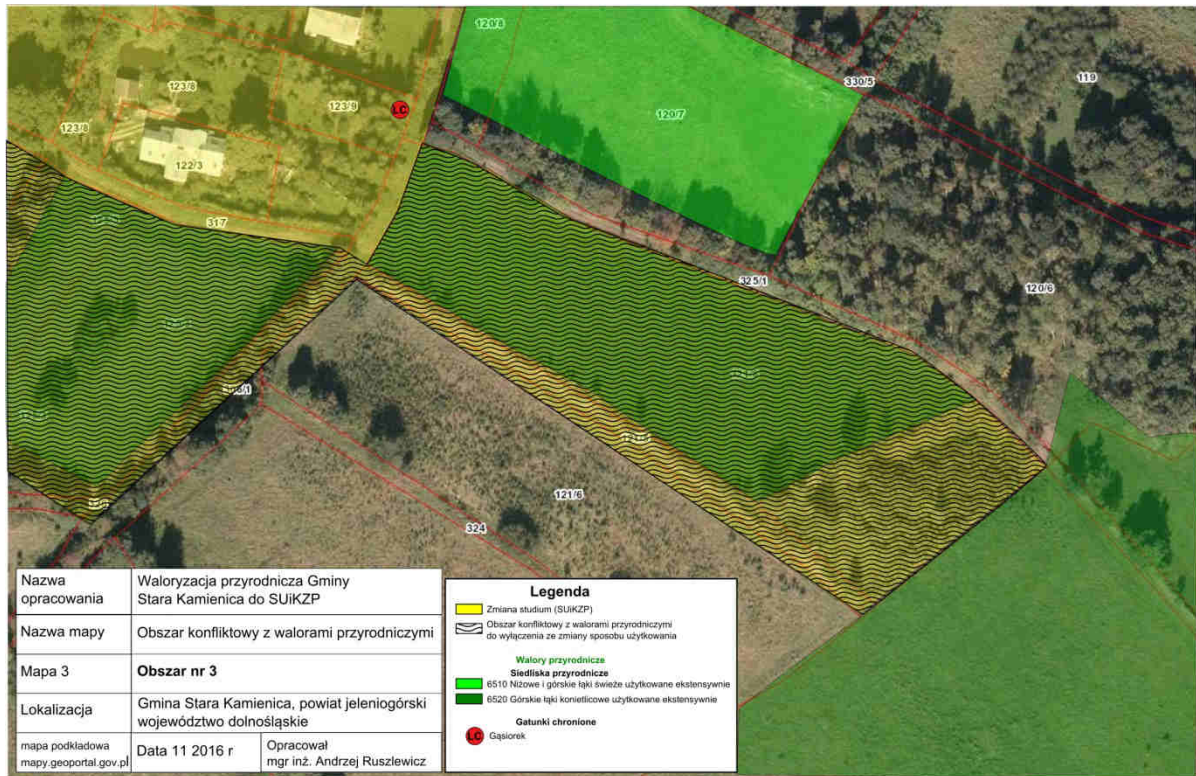 120/8
119
330/5
123/8
123/9
120/7
123/8
122/3
317
325/1
120/6
121/6
324
Nazwa opracowania
Waloryzacja przyrodnicza Gminy
Stara Kamienica do SUiKZP
Nazwa mapy
Obszar konfliktowy z walorami przyrodniczymi
Mapa 3
Obszar nr 3
Lokalizacja
Gmina Stara Kamienica, powiat jeleniogórski
województwo dolnośląskie
mapa podkładowa
mapy.geoportal.gov.pl
Data 11 2016 r
Opracował
mgr inż. Andrzej Ruszlewicz
Legenda
Zmiana studium (SUiKZP)
Obszar konfliktowy z walorami przyrodniczymi
do wyłączenia ze zmiany sposobu użytkowania
Walory przyrodnicze
Siedliska przyrodnicze
6510 Niżowe i górskie łąki świeże użytkowane ekstensywnie
6520 Górskie łąki konietlicowe użytkowane ekstensywnie
Gatunki chronione
LC Gąsiorek
LC